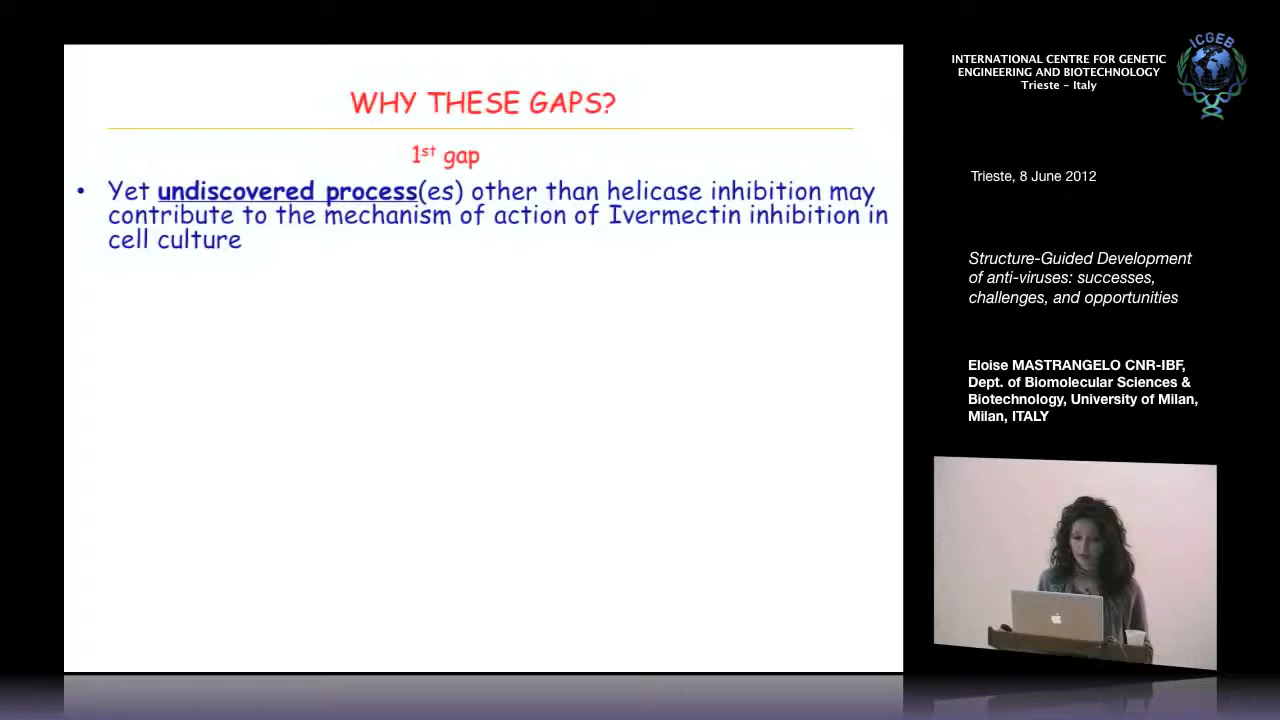 WHY THESE GAPS?
1st gap
• Yet undiscovered process(es) other than helicase inhibition may
contribute to the mechanism of action of Ivermectin inhibition in
cell culture
INTERNATIONAL CENTRE FOR GENETIC
ENGINEERING AND BIOTECHNOLOGY
Trieste - Italy
ICGEB
Trieste, 8 June 2012
Structure-Guided Development
of anti-viruses: successes,
challenges, and opportunities
Eloise MASTRANGELO CNR-IBF,
Dept. of Biomolecular Sciences &
Biotechnology, University of Milan,
Milan, ITALY